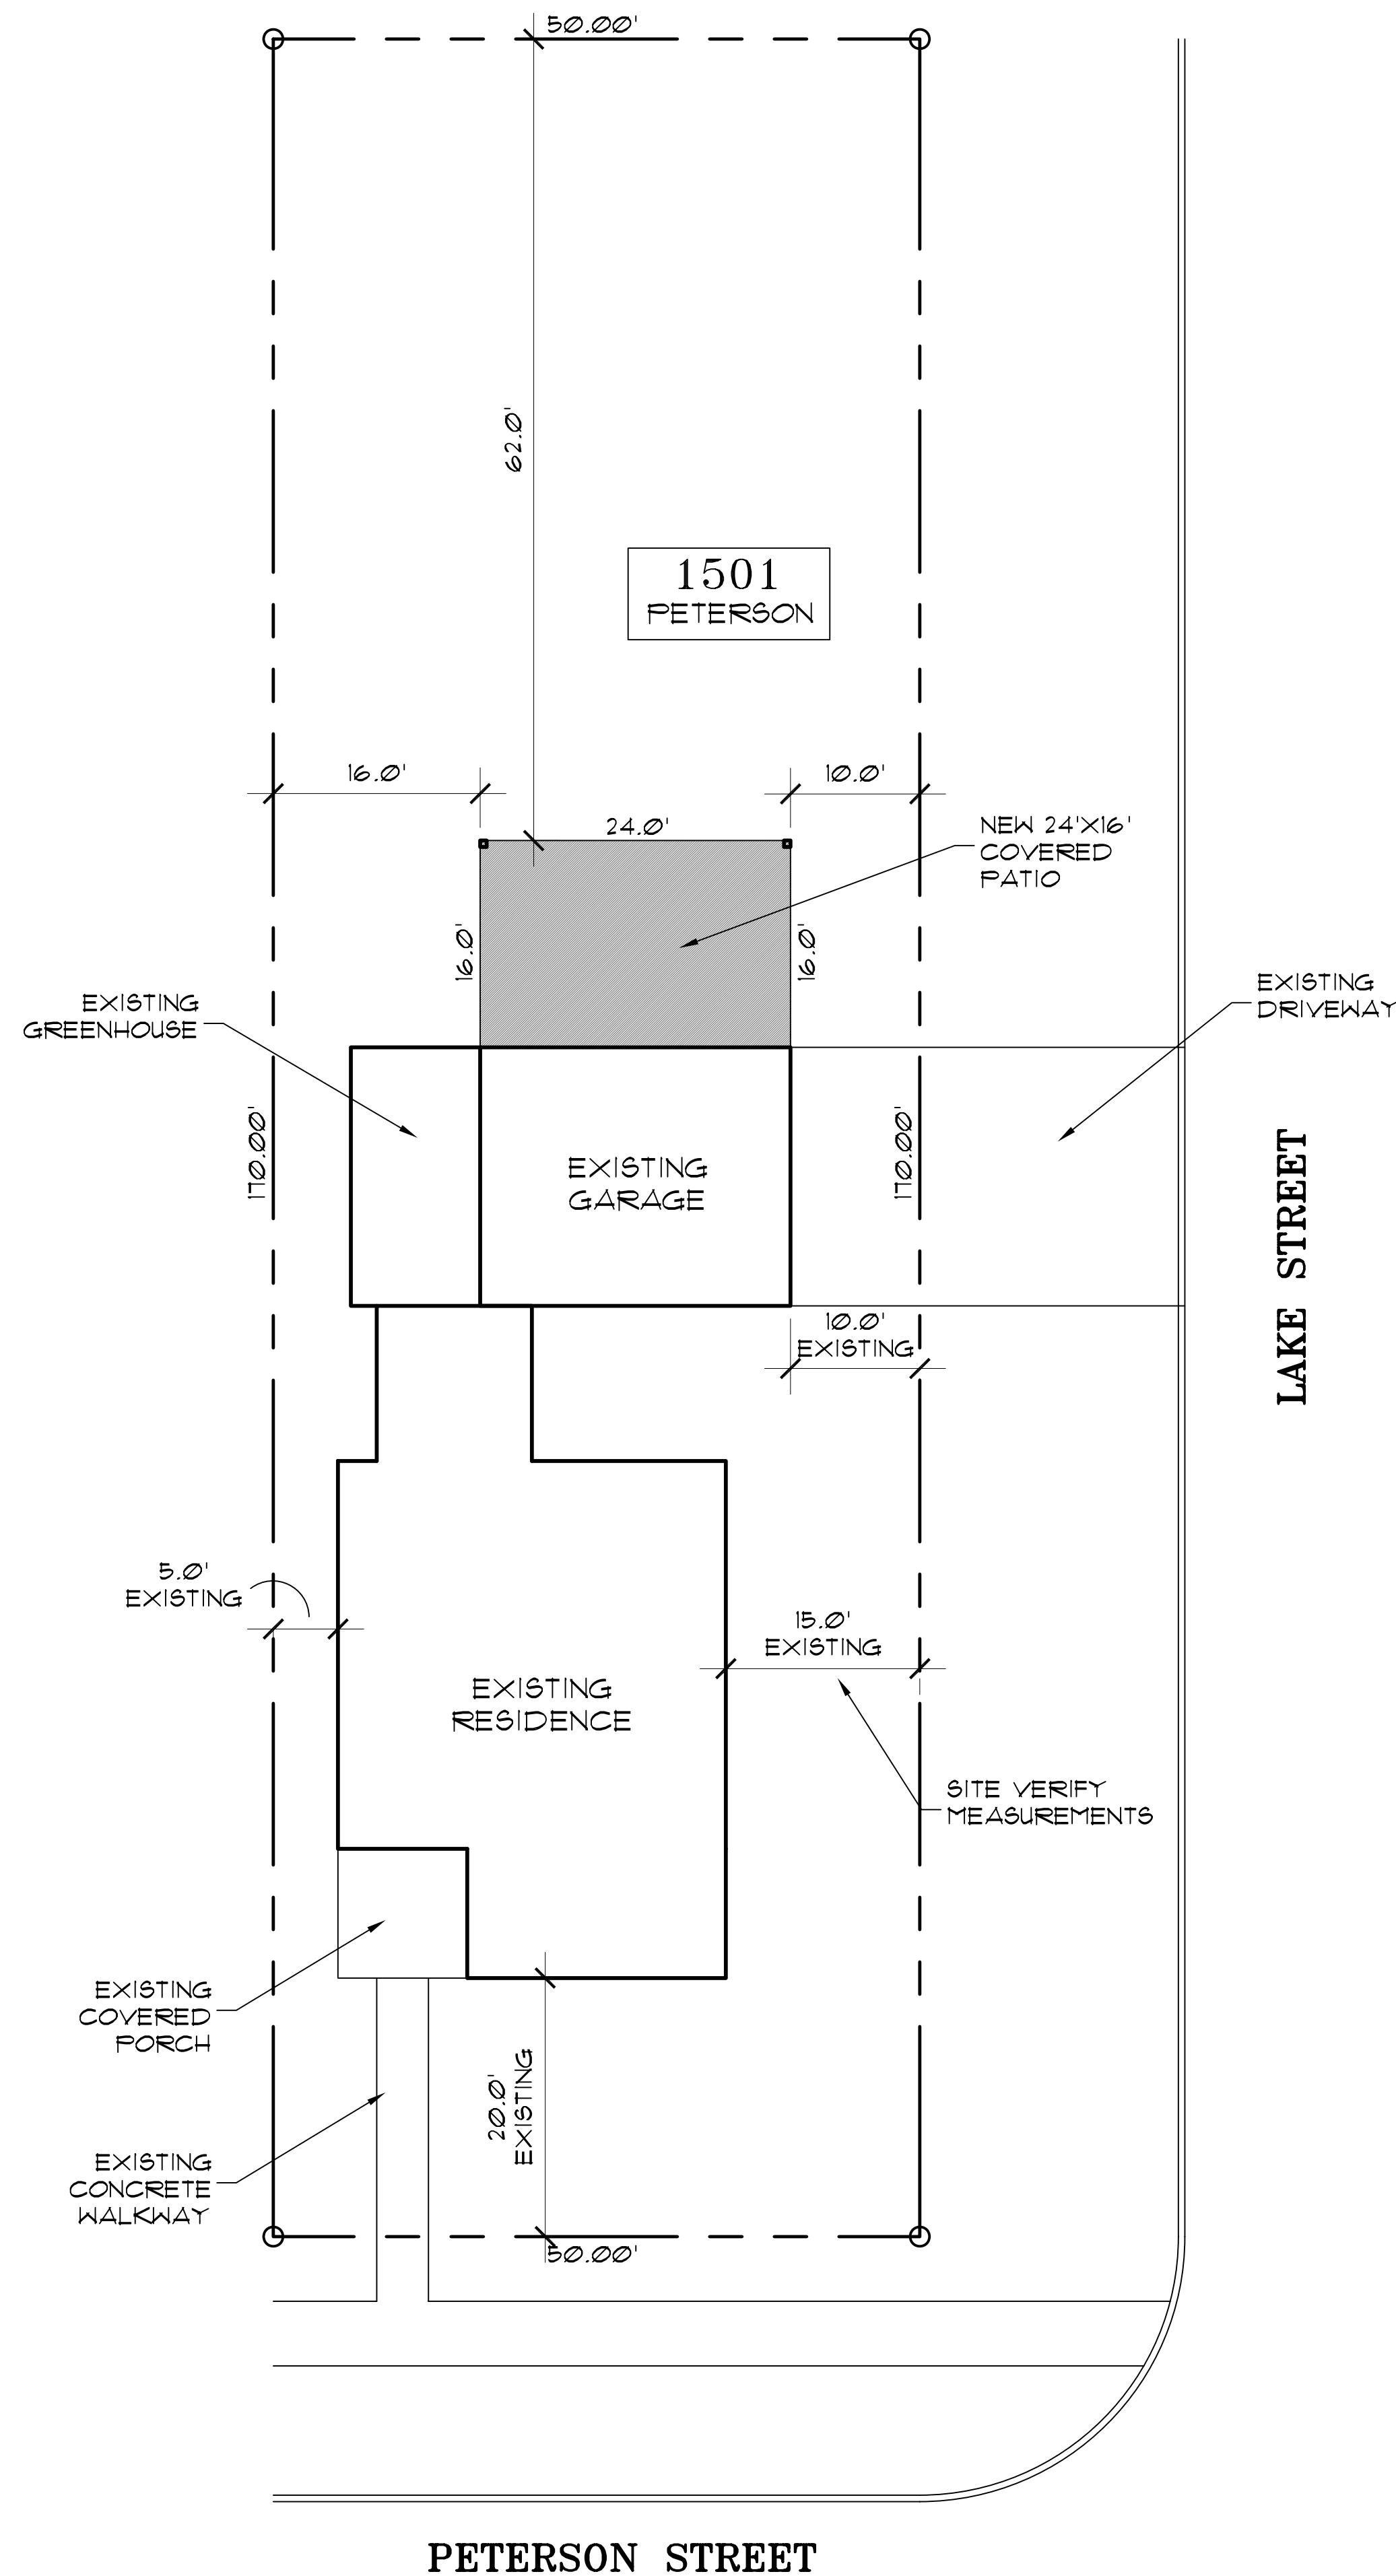 50.00'
62.0'
1501
PETERSON
16.0'
10.0'
24.0'
NEW 24'X16'
COVERED
PATIO
16.0'
16.0'
EXISTING
GREENHOUSE
EXISTING
DRIVEWAY
170.00'
170.00'
EXISTING
GARAGE
LAKE STREET
10.0'
EXISTING
5.0'
EXISTING
15.0'
EXISTING
EXISTING
RESIDENCE
SITE VERIFY
MEASUREMENTS
EXISTING
COVERED
PORCH
20.0'
EXISTING
EXISTING
CONCRETE
WALKWAY
50.00'
PETERSON STREET